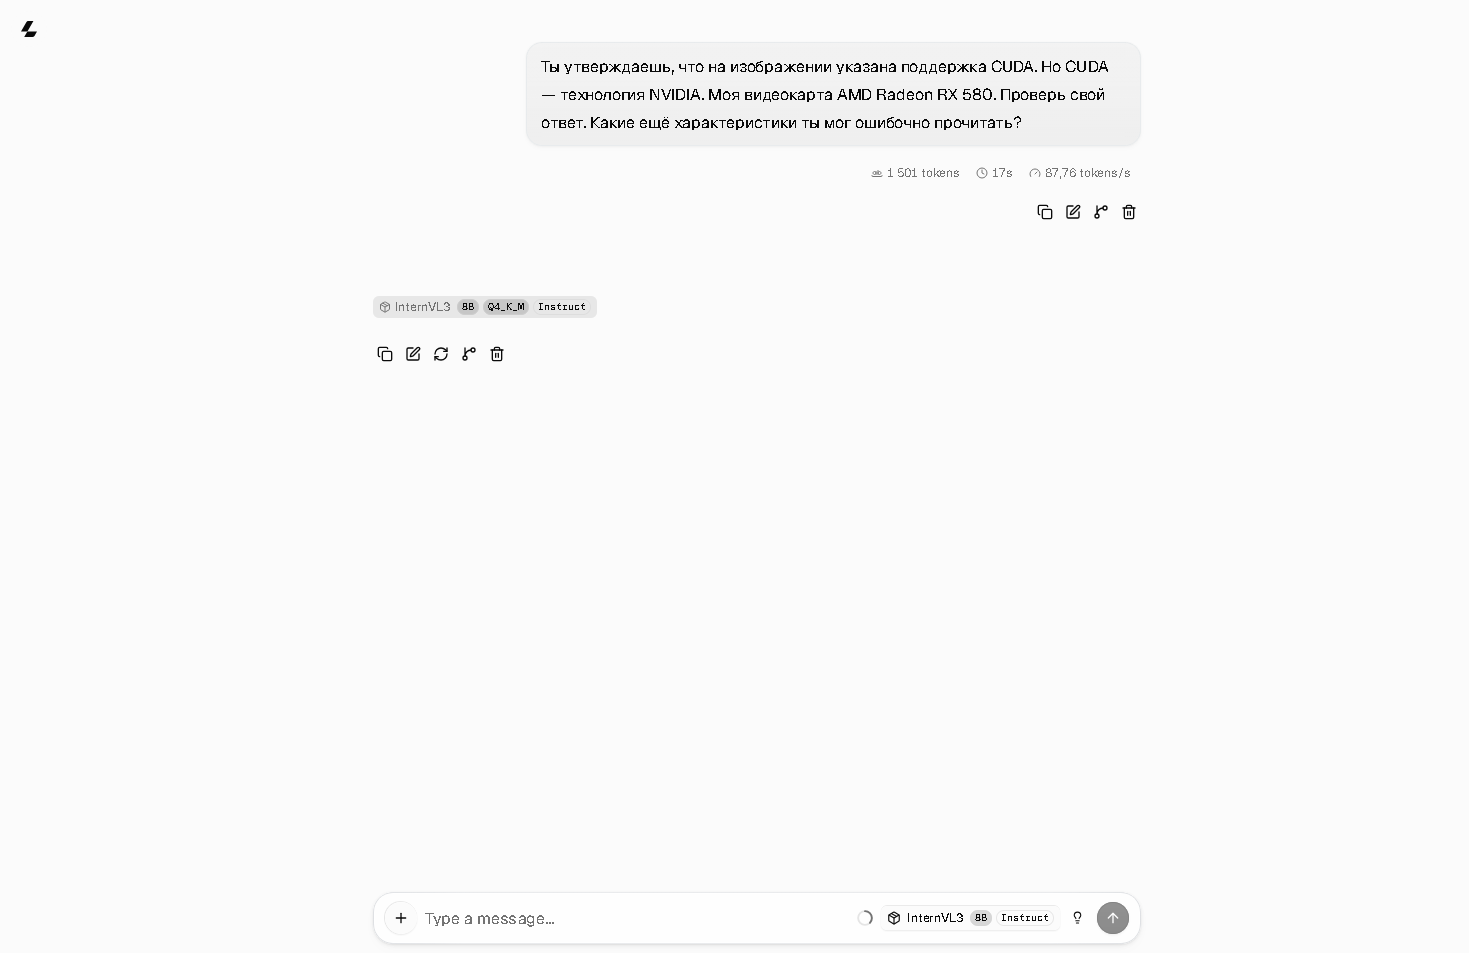 Ты утверждаешь, что на изображении указана поддержка CUDA. Но CUDA
— технология NVIDIA. Моя видеокарта AMD Radeon RX 580. Проверь свой
ответ. Какие ещё характеристики ты мог ошибочно прочитать?
1 501 tokens 17s 87,76 tokens/s
InternVL3 8B Q4_K_M Instruct
Type a message... InternVL3 8B Instruct